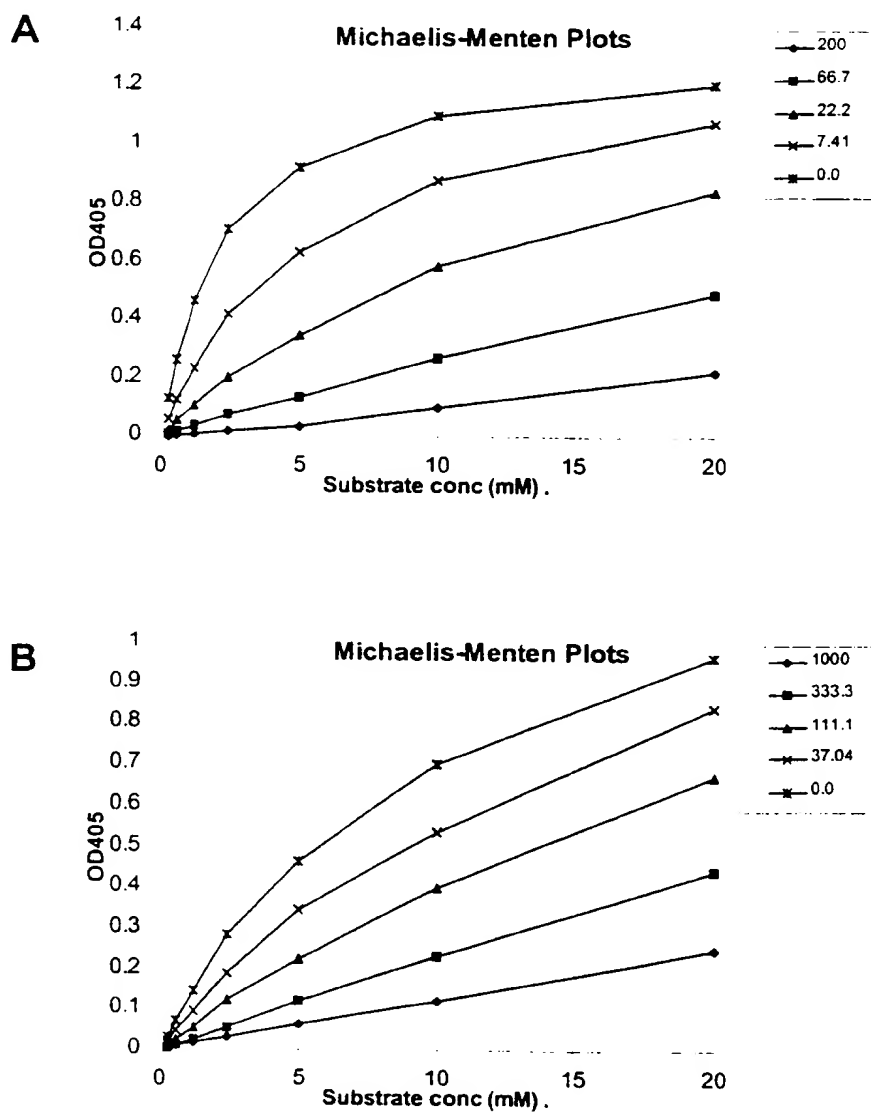 A
Michaelis-Menten Plots
1.4
1.2
1
0.8
0.6
0.4
0.2
0
OD405
0 5 10 15 20
Substrate conc (mM) .
200
66.7
22.2
7.41
0.0
B
Michaelis-Menten Plots
1
0.9
0.8
0.7
0.6
0.5
0.4
0.3
0.2
0.1
0
OD405
0 5 10 15 20
Substrate conc (mM) .
1000
333.3
111.1
37.04
0.0